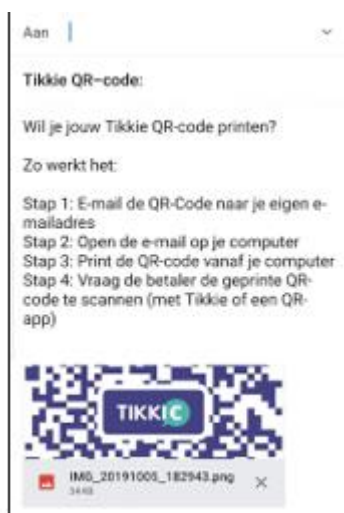 Aan
Tikkie QR-code:
Wil je jouw Tikkie QR-code printen?
Zo werkt het:
Stap 1: E-mail de QR-Code naar je eigen e-
mailadres
Stap 2: Open de e-mail op je computer
Stap 3: Print de QR-code vanaf je computer
Stap 4: Vraag de betaler de geprinte QR-
code te scannen (met Tikkie of een QR-
app)
TIKKIE
IMG_20191005_182943.png
34 KB